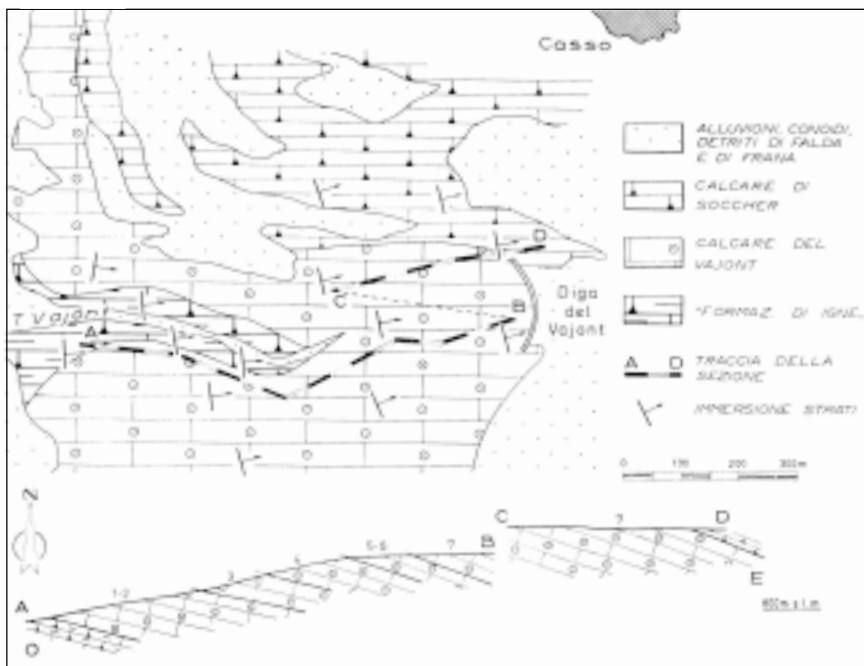 Casso
ALLUVIONI, CONOIDI,
DETRITI DI FALDA
E DI FRANA
CALCARE DI
SOCCHER
CALCARE DEL
VAJONT
FORMAZ. DI IGNE
A D
TRACCIA DELLA
SEZIONE
IMMERSIONE STRATI
0 100 200 300m
D
C
B
Diga
del
Vajont
T. Vajont
A
N
C ? D
E
A 1-2 3 5 5-6 7 B
O